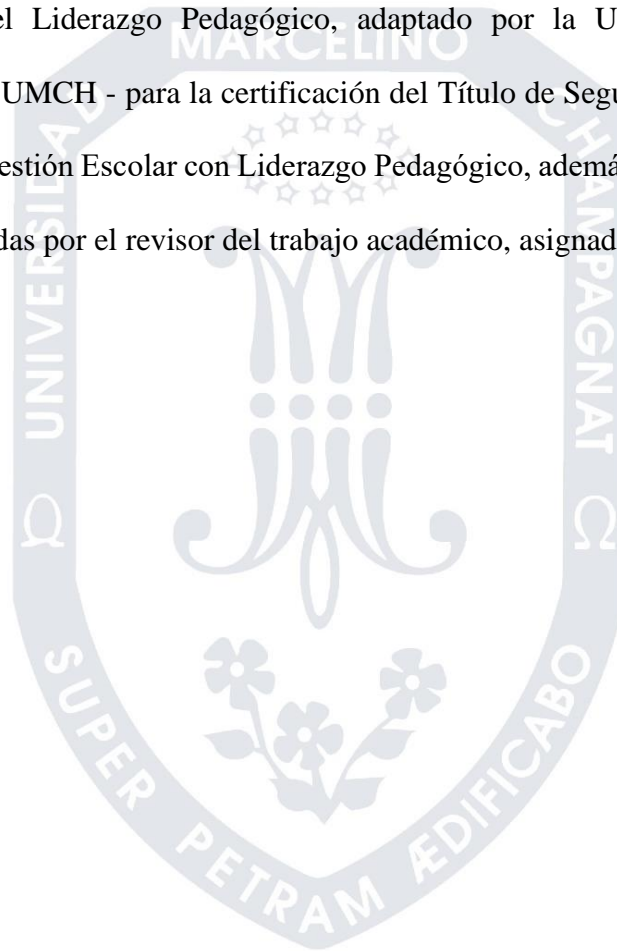 el Liderazgo Pedagógico, adaptado por la U
UMCH - para la certificación del Título de Segu
estión Escolar con Liderazgo Pedagógico, ademá
das por el revisor del trabajo académico, asignad
UNIVERSIDAD
MARCELINO
CHAMPAGNAT
Ω
Ω
SUPER PETRAM ÆDIFICABO